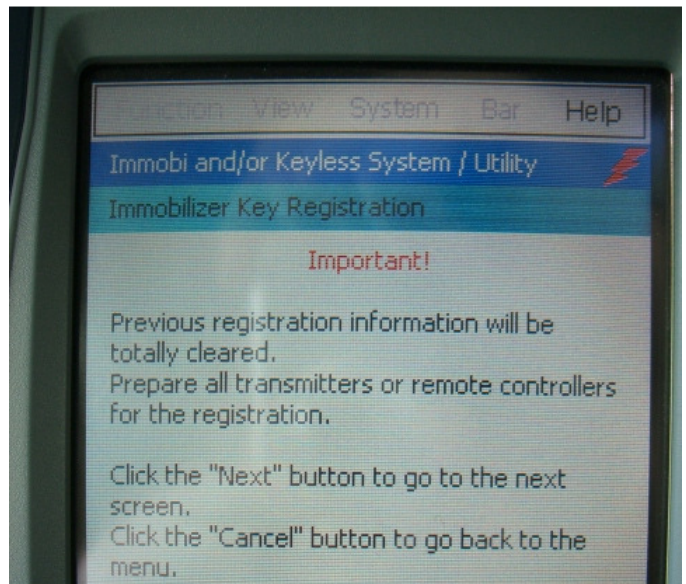 Function View System Bar Help
Immobi and/or Keyless System / Utility
Immobilizer Key Registration
Important!
Previous registration information will be
totally cleared.
Prepare all transmitters or remote controllers
for the registration.
Click the "Next" button to go to the next
screen.
Click the "Cancel" button to go back to the
menu.